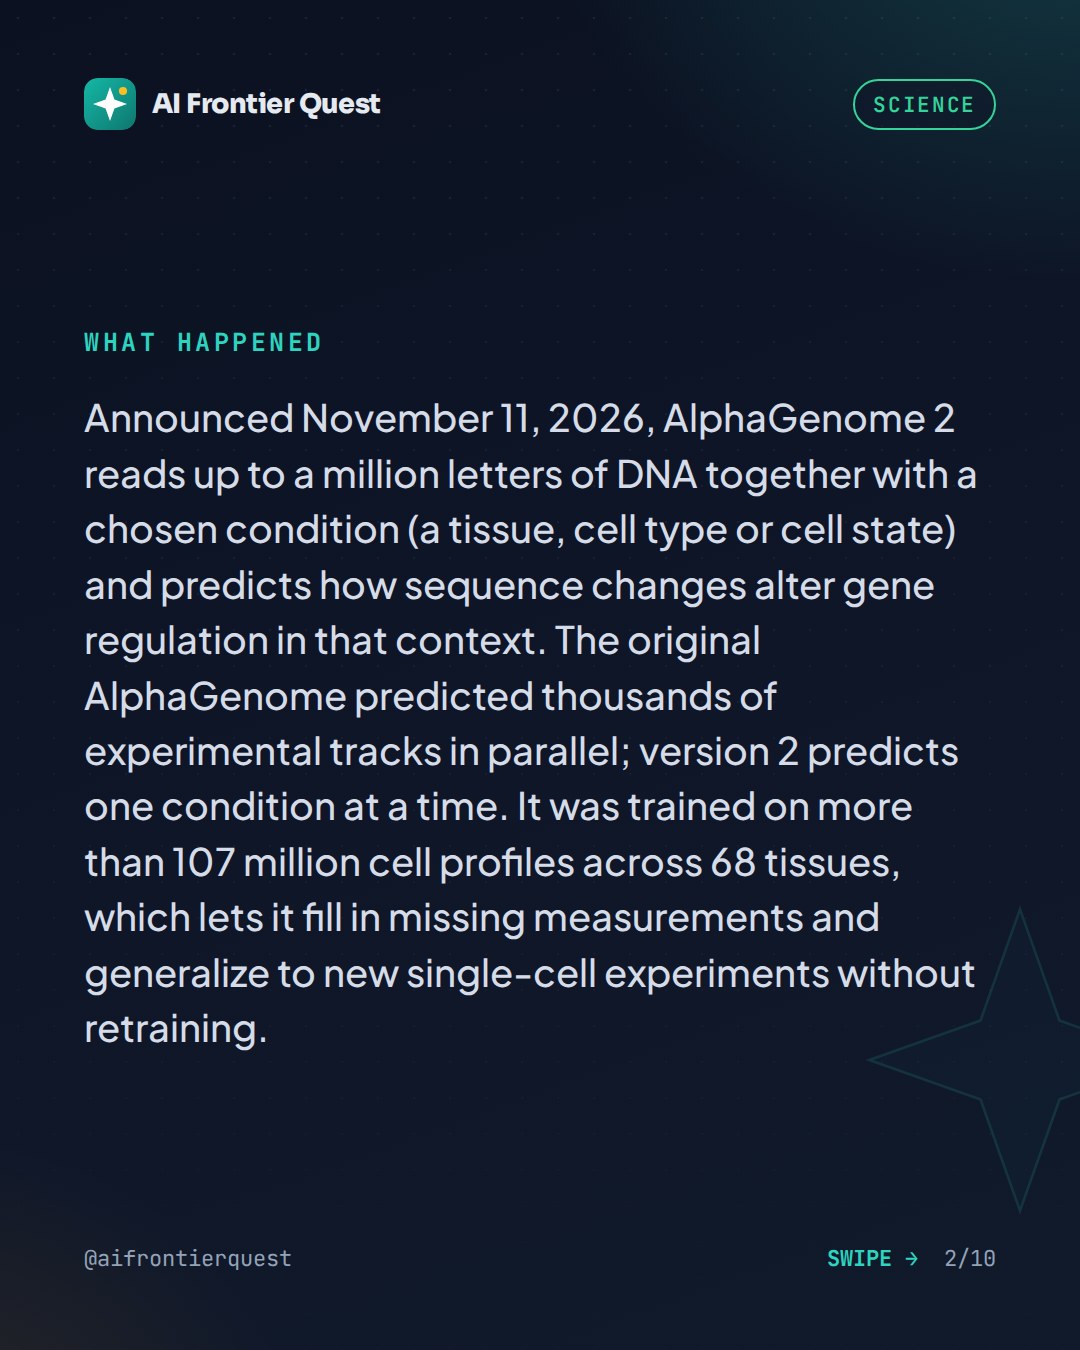 AI Frontier Quest
SCIENCE
WHAT HAPPENED
Announced November 11, 2026, AlphaGenome 2
reads up to a million letters of DNA together with a
chosen condition (a tissue, cell type or cell state)
and predicts how sequence changes alter gene
regulation in that context. The original
AlphaGenome predicted thousands of
experimental tracks in parallel; version 2 predicts
one condition at a time. It was trained on more
than 107 million cell profiles across 68 tissues,
which lets it fill in missing measurements and
generalize to new single-cell experiments without
retraining.
@aifrontierquest
SWIPE → 2/10